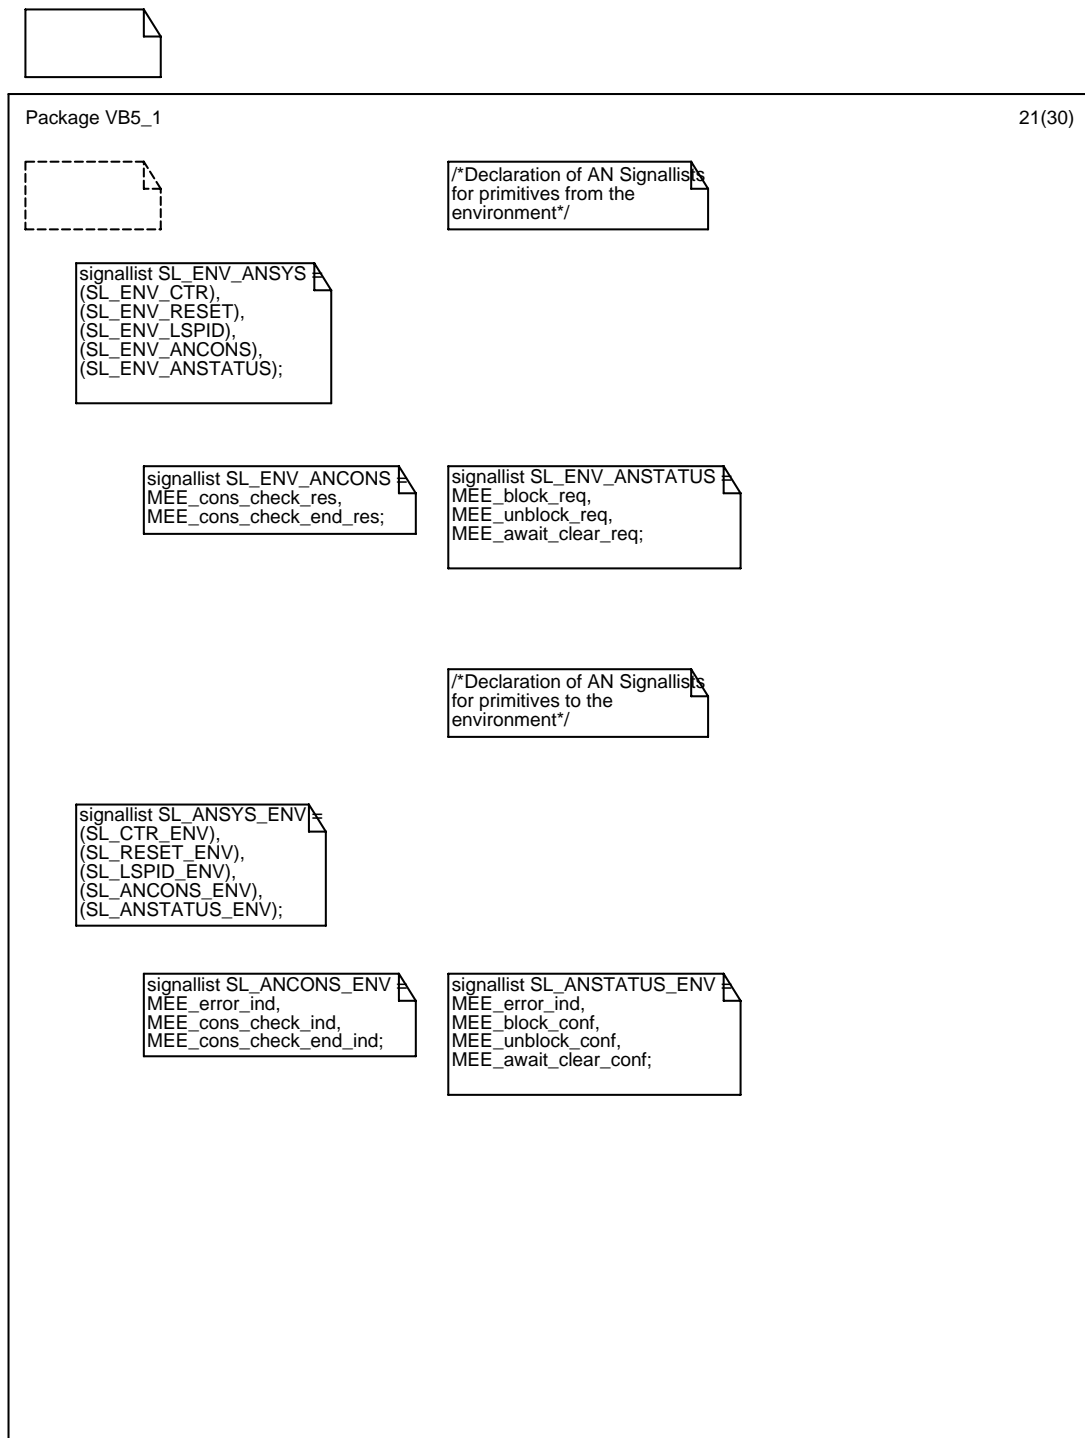 Package VB5_1
21(30)
/*Declaration of AN Signallists
for primitives from the
environment*/
signallist SL_ENV_ANSYS =
(SL_ENV_CTR),
(SL_ENV_RESET),
(SL_ENV_LSPID),
(SL_ENV_ANCONS),
(SL_ENV_ANSTATUS);
signallist SL_ENV_ANCONS =
MEE_cons_check_res,
MEE_cons_check_end_res;
signallist SL_ENV_ANSTATUS =
MEE_block_req,
MEE_unblock_req,
MEE_await_clear_req;
/*Declaration of AN Signallists
for primitives to the
environment*/
signallist SL_ANSYS_ENV =
(SL_CTR_ENV),
(SL_RESET_ENV),
(SL_LSPID_ENV),
(SL_ANCONS_ENV),
(SL_ANSTATUS_ENV);
signallist SL_ANCONS_ENV =
MEE_error_ind,
MEE_cons_check_ind,
MEE_cons_check_end_ind;
signallist SL_ANSTATUS_ENV =
MEE_error_ind,
MEE_block_conf,
MEE_unblock_conf,
MEE_await_clear_conf;